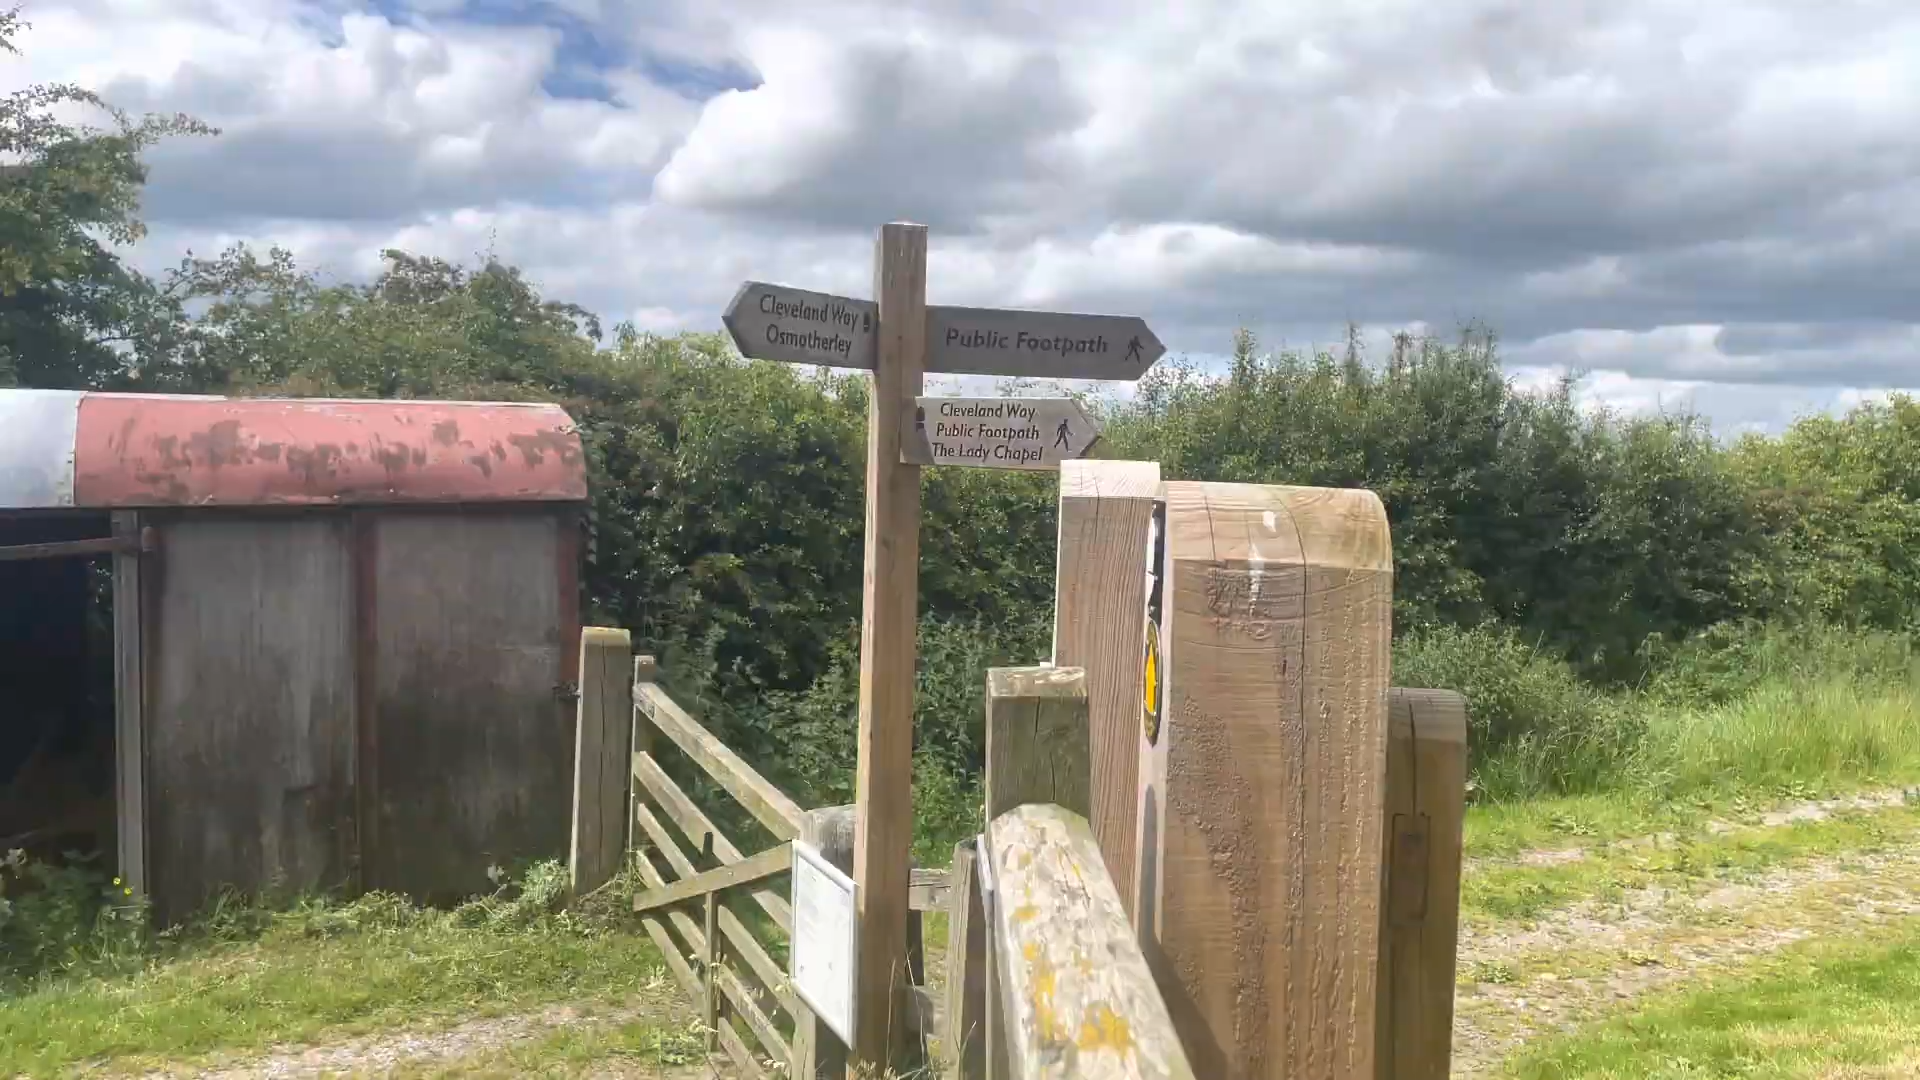 Cleveland Way
Osmotherley
Public Footpath
Cleveland Way
Public Footpath
The Lady Chapel